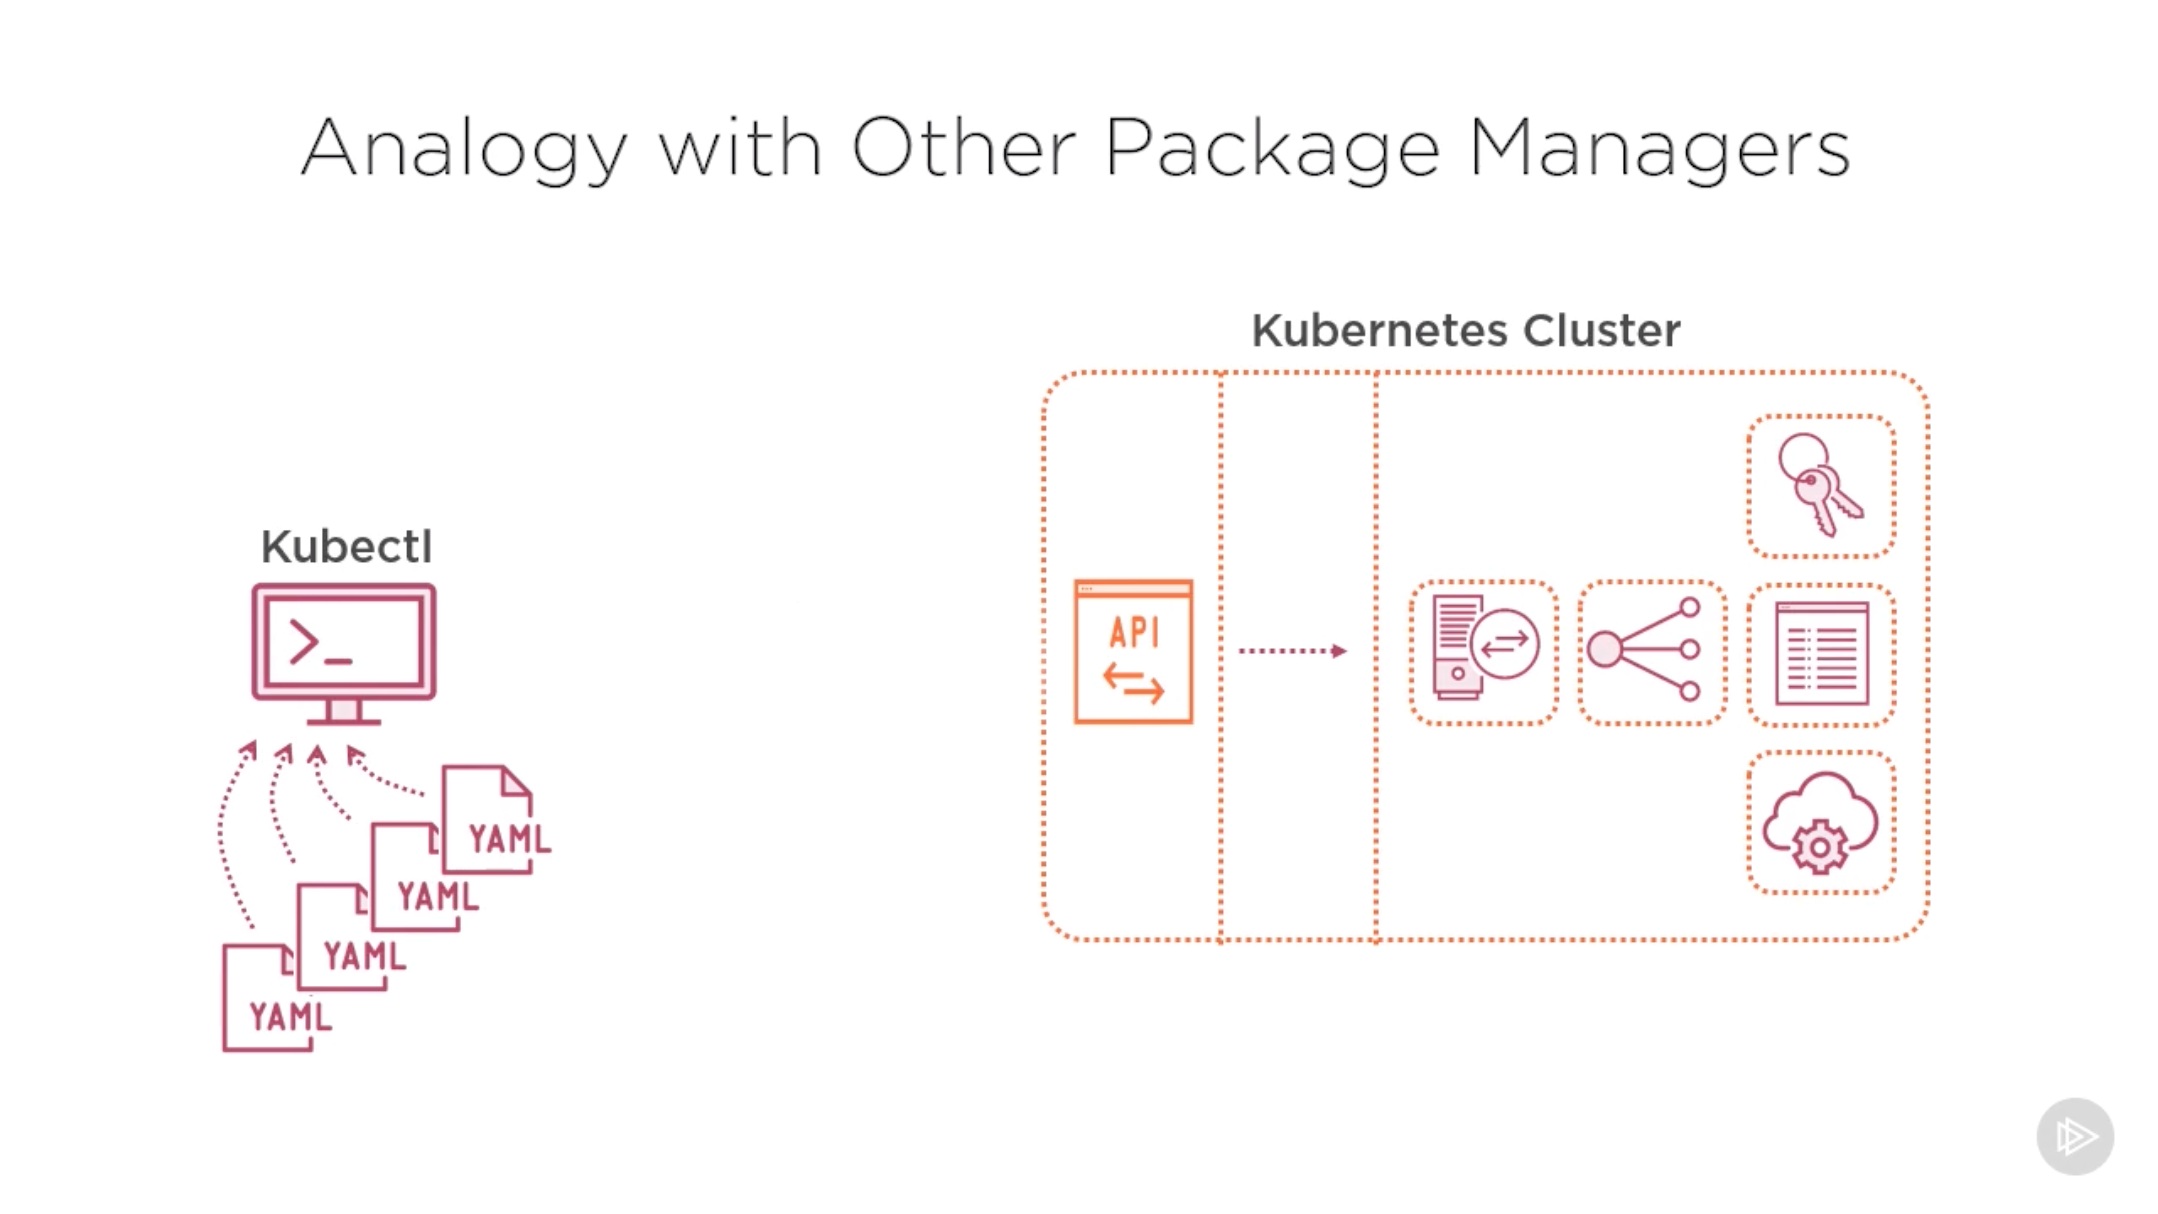 Analogy with Other Package Managers
Kubernetes Cluster
Kubectl
>_
API
YAML
YAML
YAML
YAML